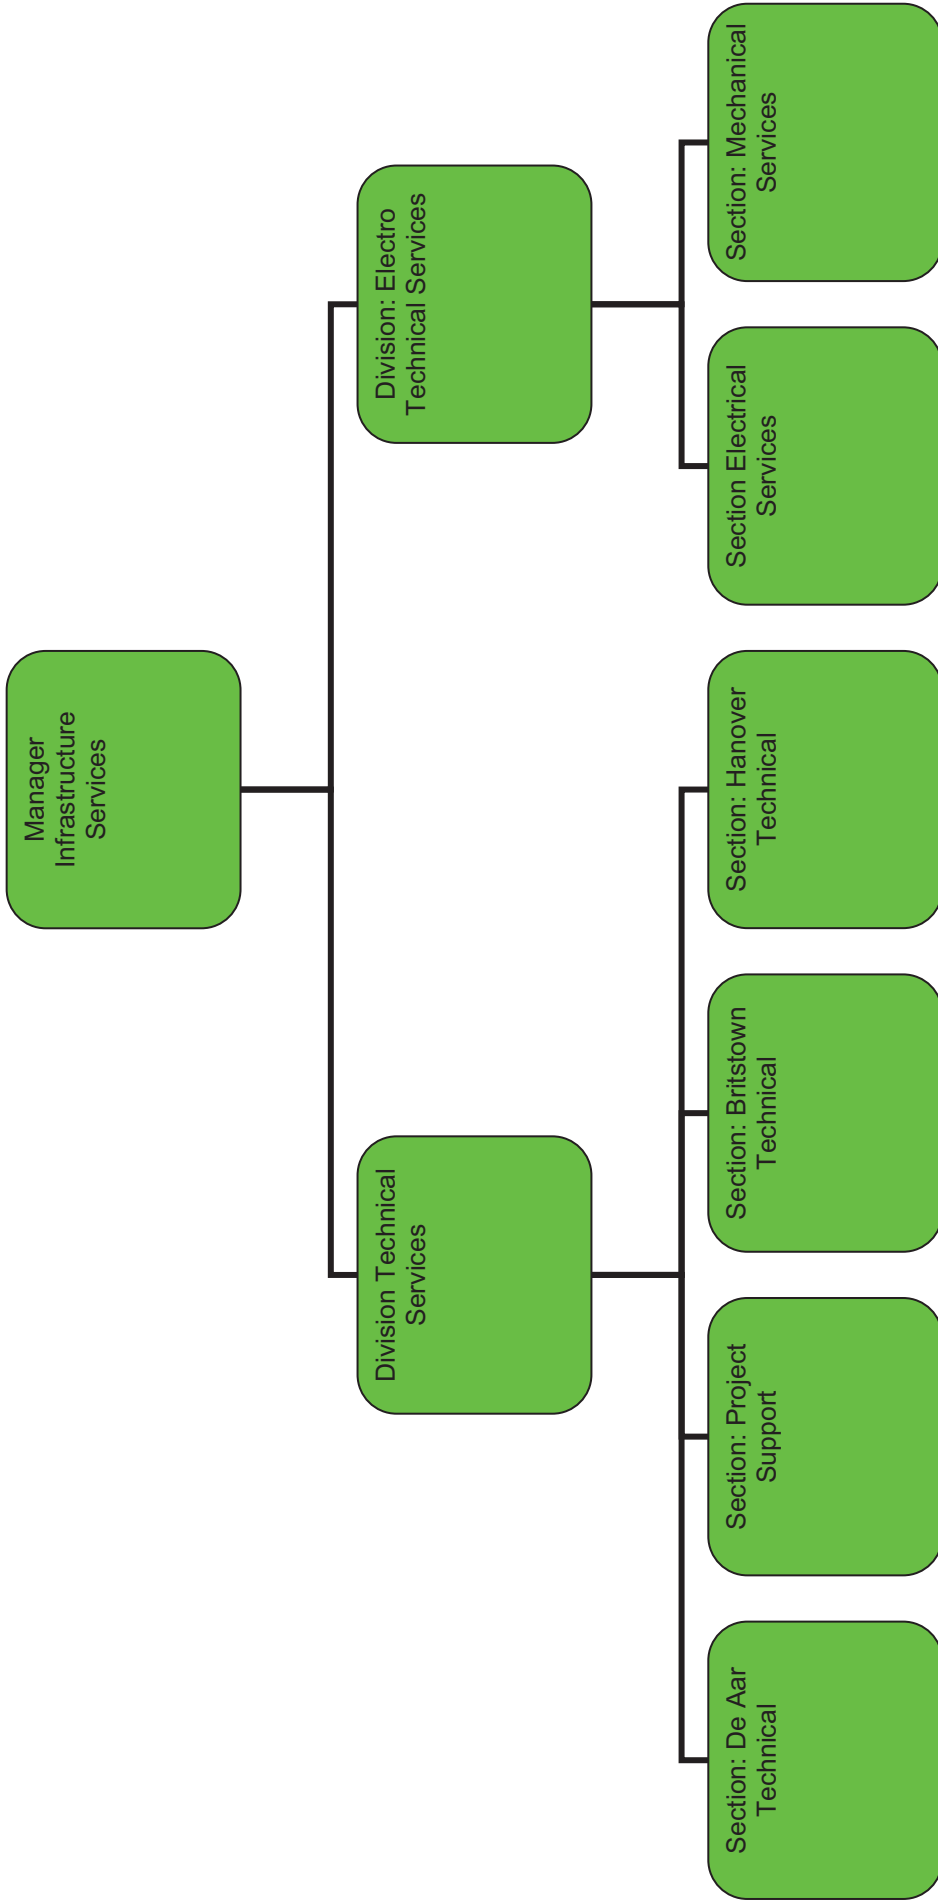 Manager
Infrastructure
Services
Division Technical
Services
Division: Electro
Technical Services
Section: De Aar
Technical
Section: Project
Support
Section: Britstown
Technical
Section: Hanover
Technical
Section Electrical
Services
Section: Mechanical
Services